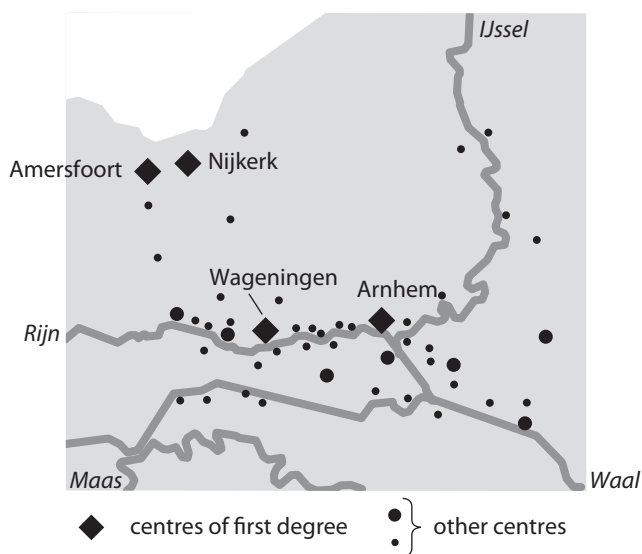 IJssel
Amersfoort
Nijkerk
Wageningen
Arnhem
Rijn
Maas
Waal
centres of first degree
other centres